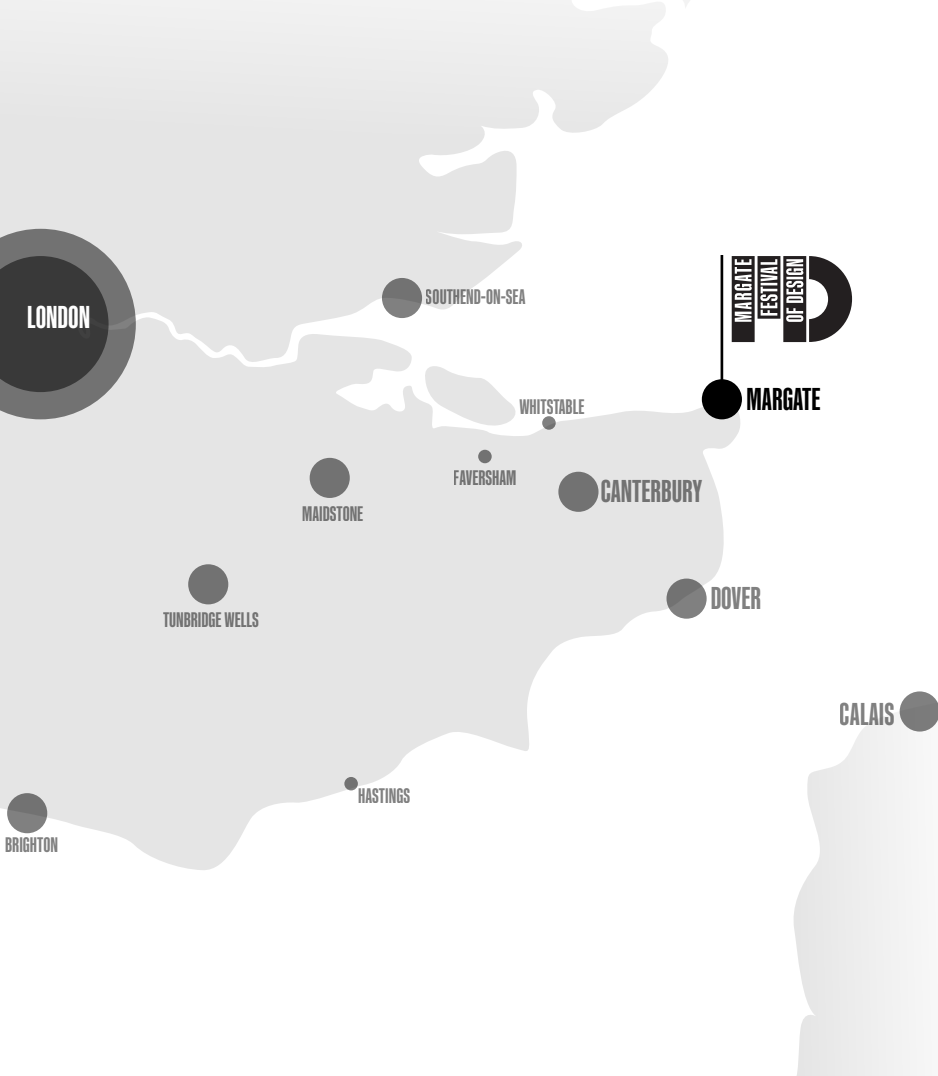 MARGATE
FESTIVAL
OF DESIGN
SOUTHEND-ON-SEA
LONDON
MARGATE
WHITSTABLE
FAVERSHAM
CANTERBURY
MAIDSTONE
DOVER
TUNBRIDGE WELLS
CALAIS
HASTINGS
BRIGHTON